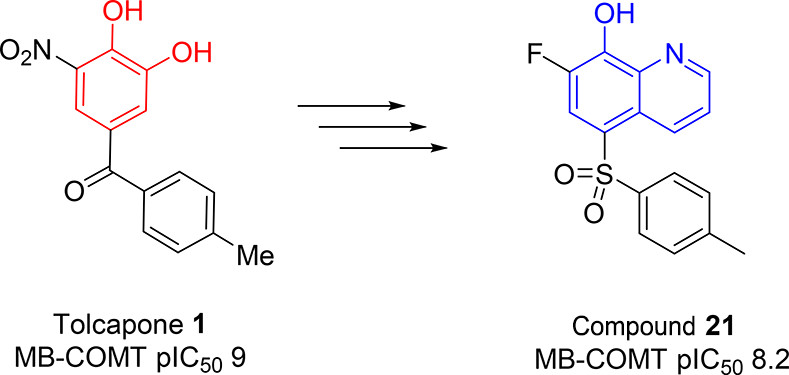 OH
O₂N
OH
O
Me
Tolcapone 1
MB-COMT pIC₅₀ 9
OH
F
N
O
S
O
Compound 21
MB-COMT pIC₅₀ 8.2